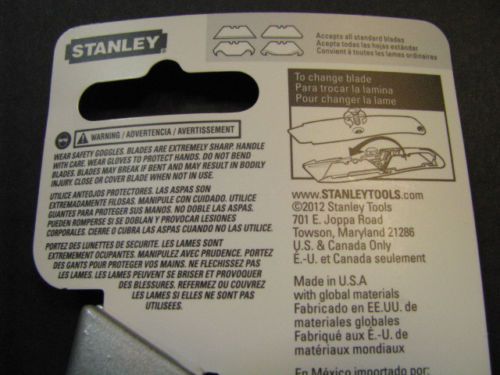 STANLEY
Accepts all standard blades
Acepta todas las hojas estándar
Convient à toutes les lames ordinaires
To change blade
Para trocar la lamina
Pour changer la lame
WARNING / ADVERTENCIA / AVERTISSEMENT
WEAR SAFETY GOGGLES. BLADES ARE EXTREMELY SHARP. HANDLE
WITH CARE. WEAR GLOVES TO PROTECT HANDS. DO NOT BEND
BLADES. BLADES MAY BREAK IF BENT AND MAY RESULT IN BODILY
INJURY. CLOSE OR COVER BLADE WHEN NOT IN USE.
UTILICE ANTEOJOS PROTECTORES. LAS ASPAS SON
EXTREMADAMENTE FILOSAS. MANIPULE CON CUIDADO. UTILICE
GUANTES PARA PROTEGER SUS MANOS. NO DOBLE LAS ASPAS.
PUEDEN ROMPERSE SI SE DOBLAN Y PROVOCAR LESIONES
CORPORALES. CIERRE O CUBRA LAS ASPAS CUANDO NO LAS UTILICE.
PORTEZ DES LUNETTES DE SECURITÉ. LES LAMES SONT
EXTREMEMENT OCUPANTES. MANIPULEZ AVEC PRUDENCE. PORTEZ
DES GANTS POUR PROTEGER VOS MAINS. NE FLECHISSEZ PAS
LES LAMES. LES LAMES PEUVENT SE BRISER ET PROVOQUER
DES BLESSURES. REFERMEZ OU COUVREZ
LES LAMES SI ELLES NE SONT PAS
UTILISEES.
www.STANLEYTOOLS.com
©2012 Stanley Tools
701 E. Joppa Road
Towson, Maryland 21286
U.S. & Canada Only
É.-U. et Canada seulement
Made in U.S.A
with global materials
Fabricado en EE.UU. de
materiales globales
Fabriqué aux É.-U. de
matériaux mondiaux
En México importado por: